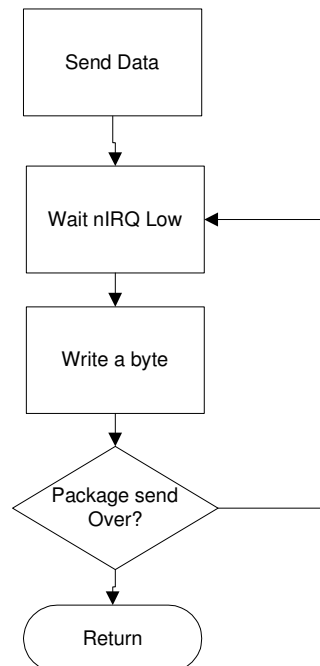 Send Data
Wait nIRQ Low
Write a byte
Package send
Over?
Return